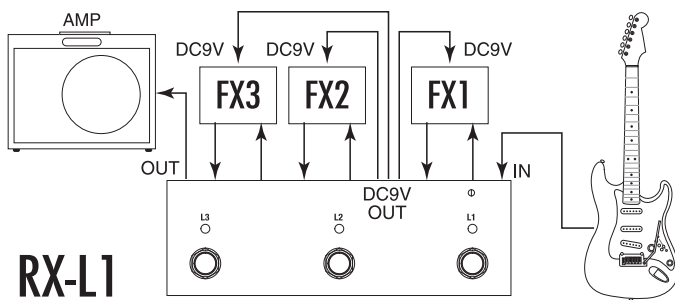 AMP
DC9V DC9V DC9V
FX3 FX2 FX1
OUT IN
DC9V
OUT
L3 L2 L1
RX-L1